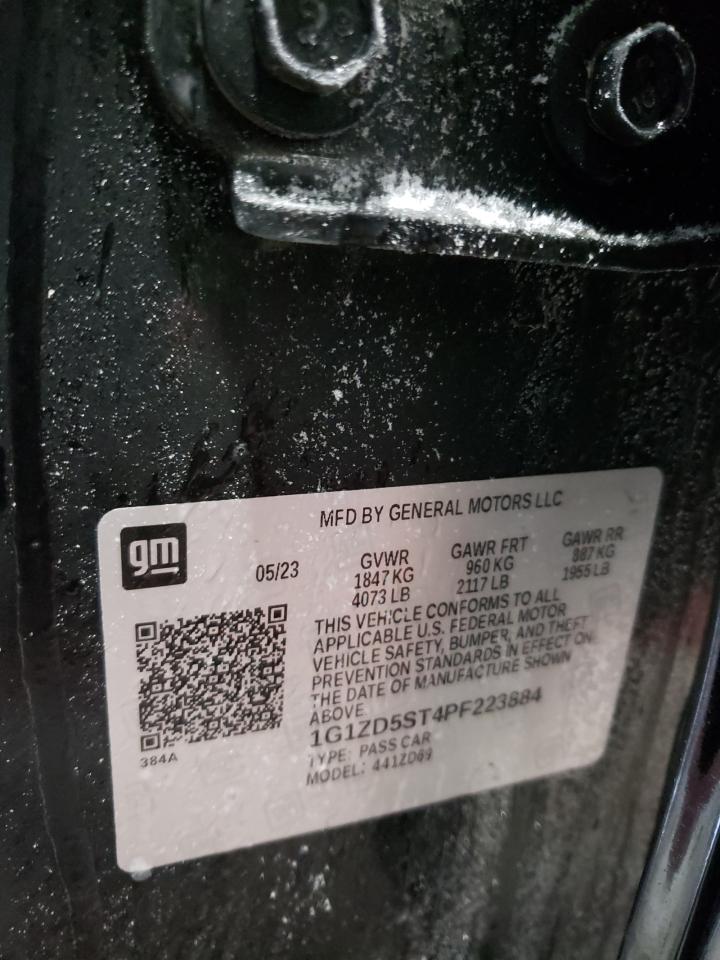 MFD BY GENERAL MOTORS LLC
gm
05/23
GVWR
1847 KG
4073 LB
GAWR FRT
960 KG
2117 LB
GAWR RR
887 KG
1955 LB
THIS VEHICLE CONFORMS TO ALL
APPLICABLE U.S. FEDERAL MOTOR
VEHICLE SAFETY, BUMPER, AND THEFT
PREVENTION STANDARDS IN EFFECT ON
THE DATE OF MANUFACTURE SHOWN
ABOVE.
1G1ZD5ST4PF223884
TYPE: PASS CAR
MODEL: 441ZD69
384A